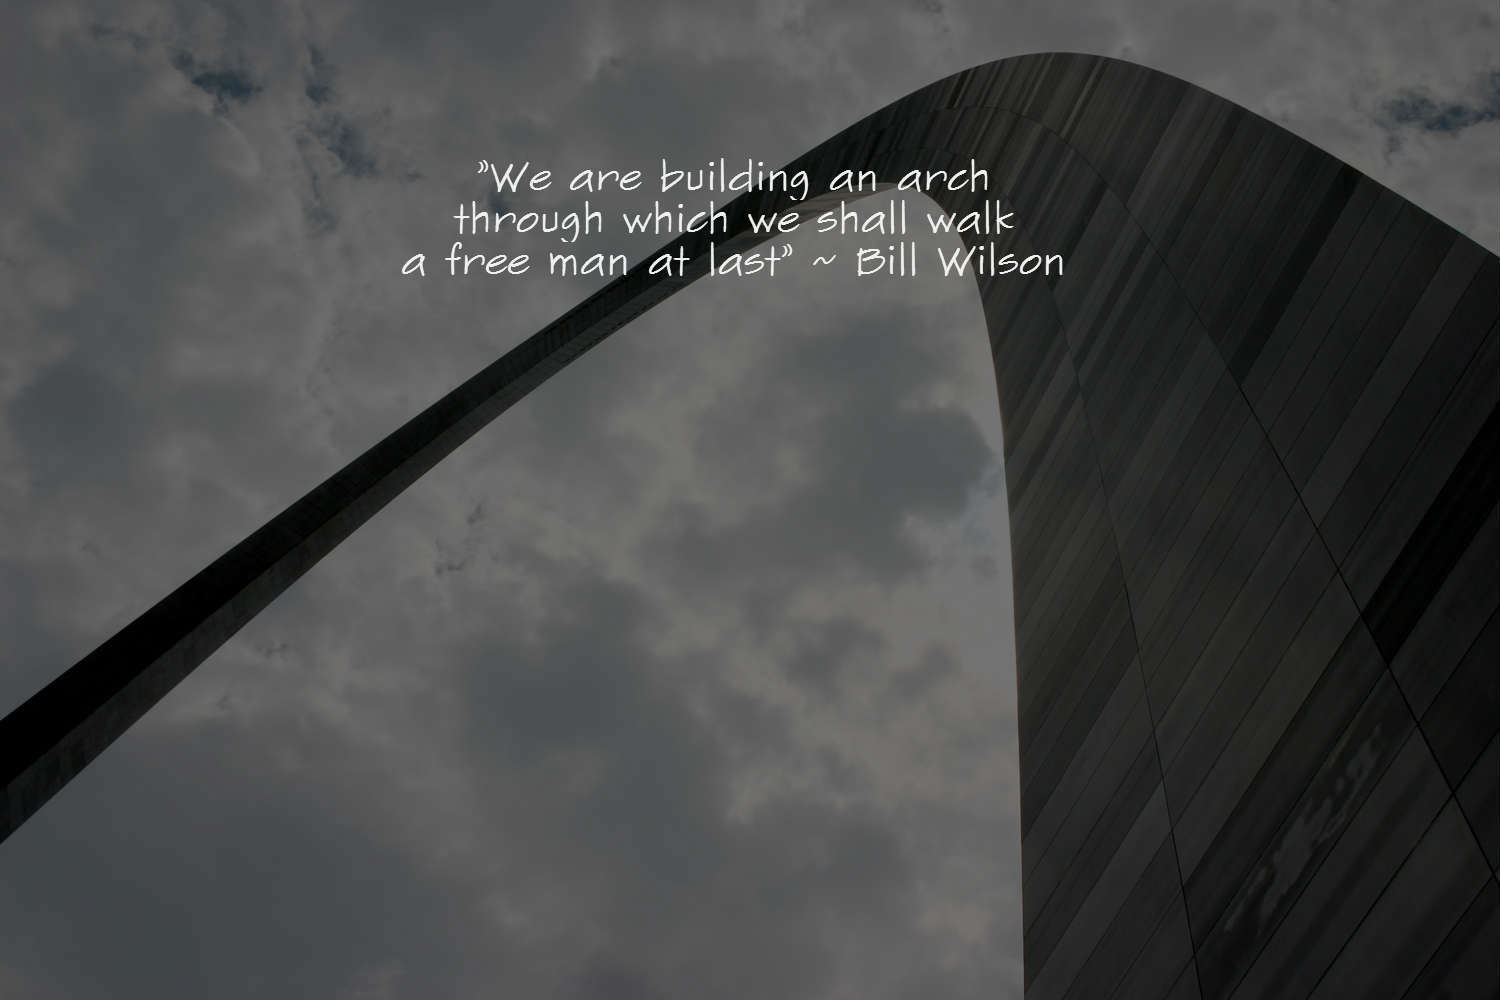 ”We are building an arch
through which we shall walk
a free man at last” ~ Bill Wilson